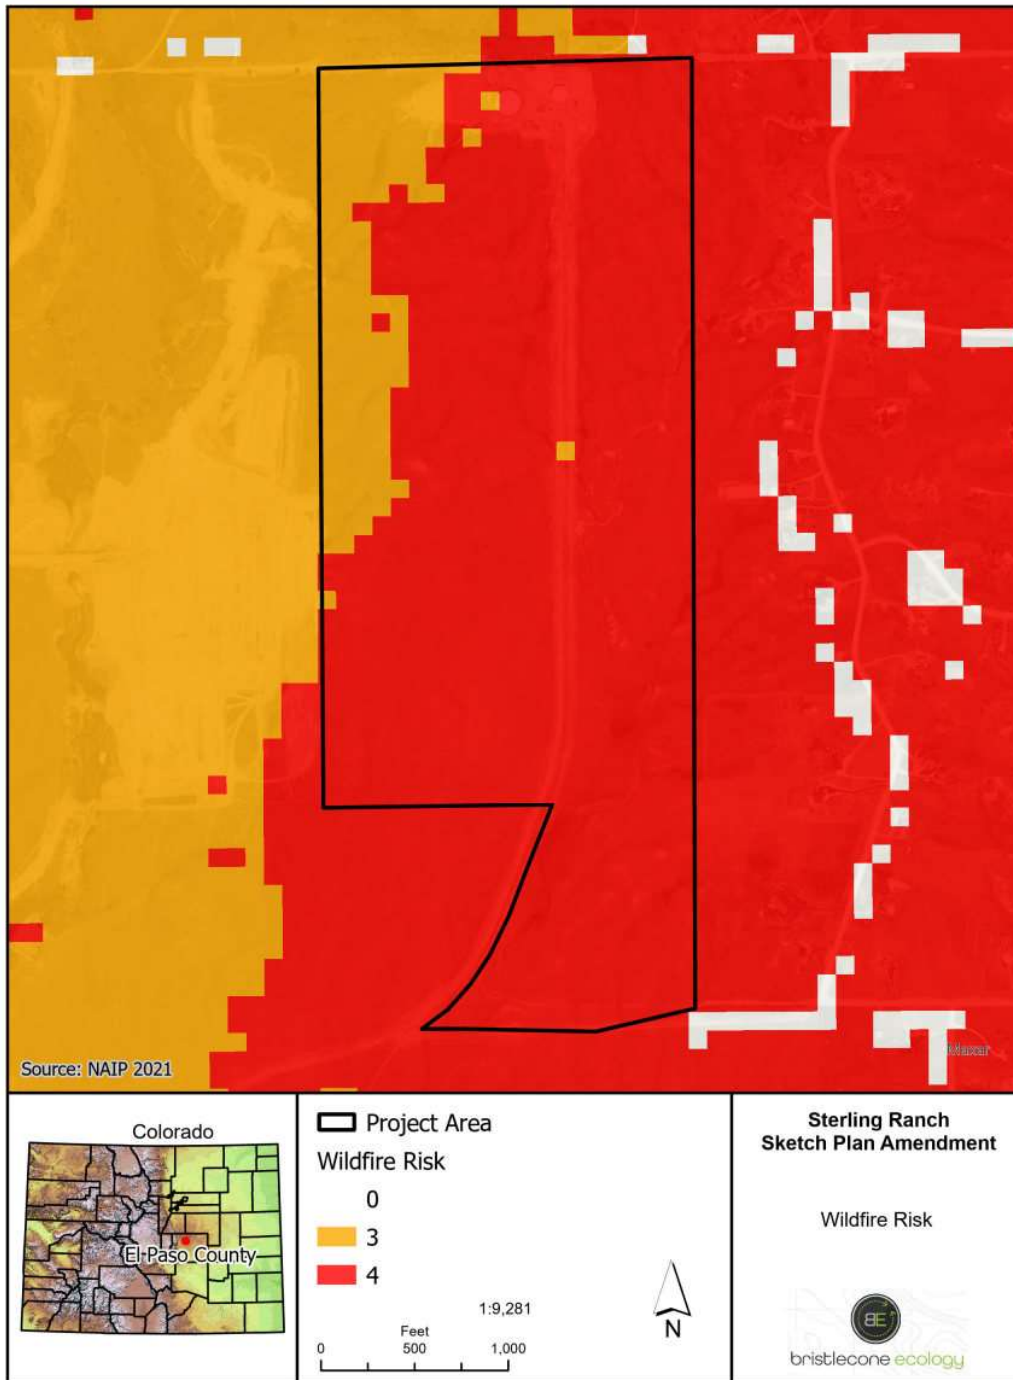 Source: NAIP 2021
Maxar
Colorado
El Paso County
Project Area
Wildfire Risk
0
3
4
1:9,281
Feet
0 500 1,000
N
Sterling Ranch
Sketch Plan Amendment
Wildfire Risk
BE
bristlecone ecology